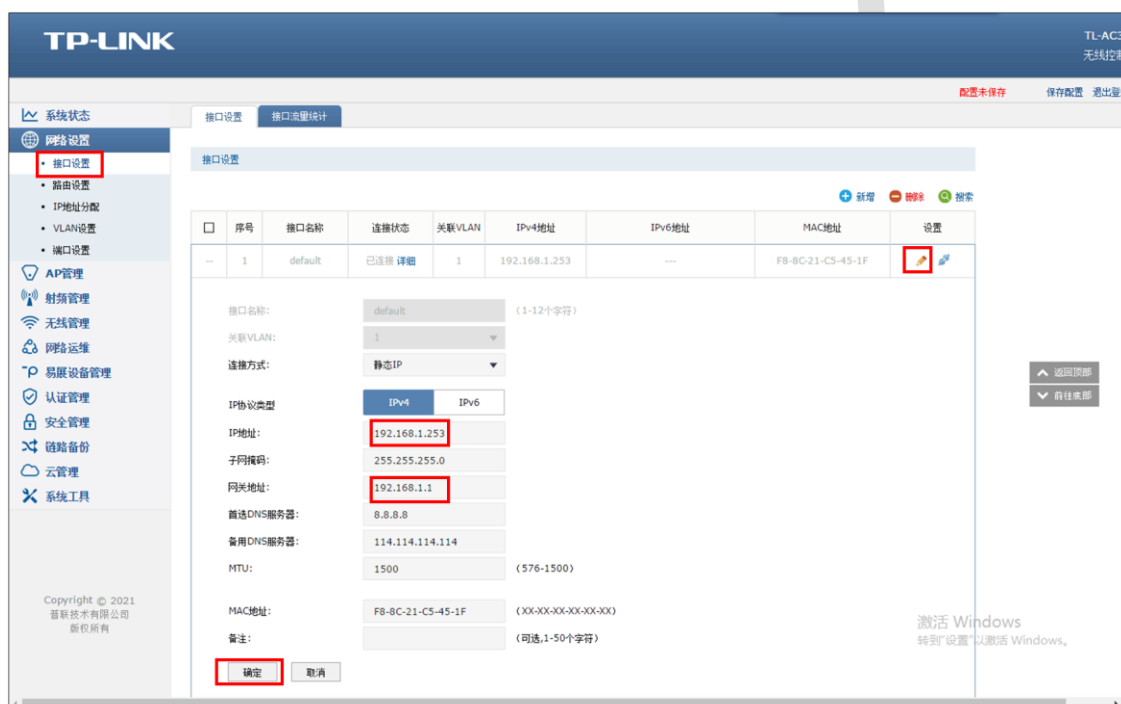 TP-LINK
TL-AC3
无线控制
配置未保存 保存配置 退出登
系统状态
网络设置
• 接口设置
• 路由设置
• IP地址分配
• VLAN设置
• 端口设置
AP管理
射频管理
无线管理
网络运维
易展设备管理
认证管理
安全管理
链路备份
云管理
系统工具
Copyright © 2021
普联技术有限公司
版权所有
接口设置 接口流量统计
接口设置
新增 删除 搜索
序号 接口名称 连接状态 关联VLAN IPv4地址 IPv6地址 MAC地址 设置
-- 1 default 已连接 详细 1 192.168.1.253 --- F8-8C-21-C5-45-1F
接口名称: default (1-12个字符)
关联VLAN: 1
连接方式: 静态IP
IP协议类型 IPv4 IPv6
IP地址: 192.168.1.253
子网掩码: 255.255.255.0
网关地址: 192.168.1.1
首选DNS服务器: 8.8.8.8
备用DNS服务器: 114.114.114.114
MTU: 1500 (576-1500)
MAC地址: F8-8C-21-C5-45-1F (XX-XX-XX-XX-XX-XX)
备注: (可选,1-50个字符)
确定 取消
返回顶部
前往底部
激活 Windows
转到"设置"以激活 Windows。